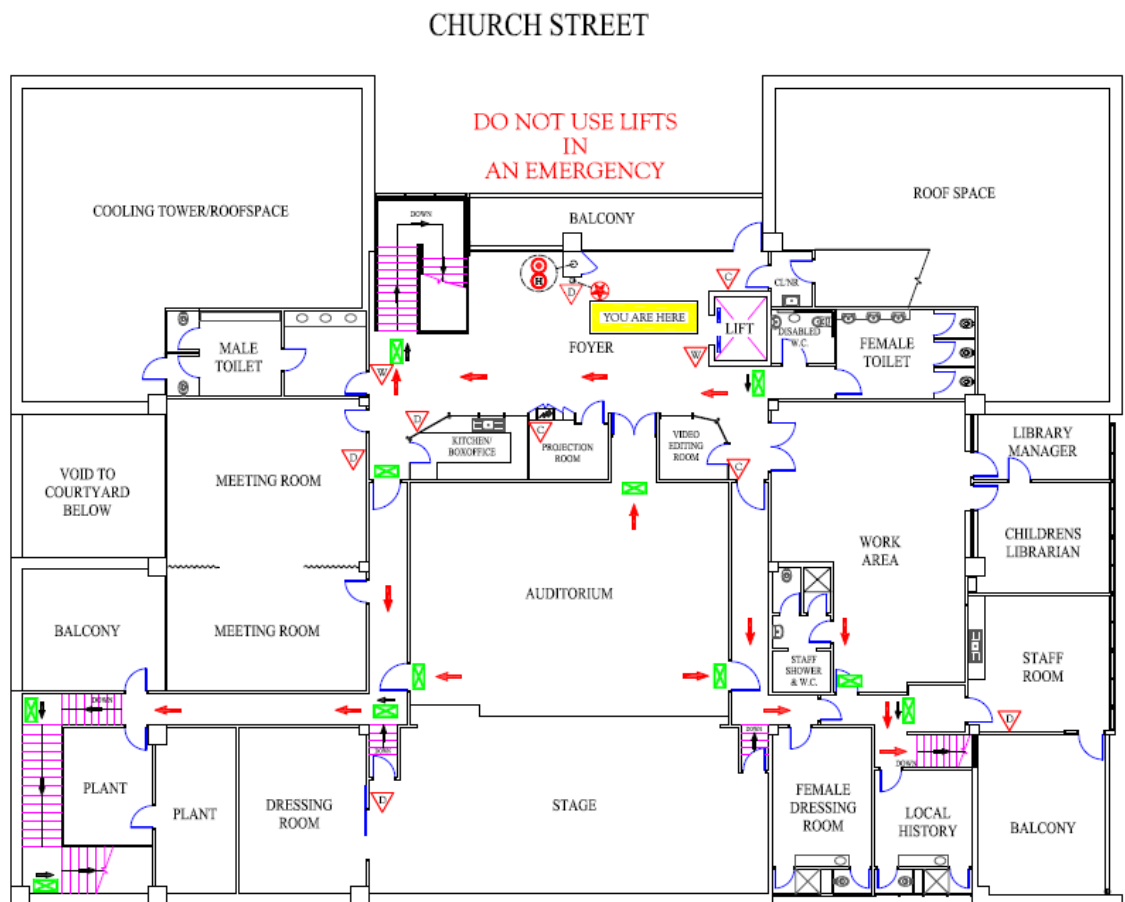 CHURCH STREET
DO NOT USE LIFTS
IN
AN EMERGENCY
COOLING TOWER/ROOFSPACE
ROOF SPACE
DOWN
BALCONY
H
C
CL'NR
D
YOU ARE HERE
LIFT
DISABLED
W.C.
FEMALE
TOILET
MALE
TOILET
FOYER
W
W
D
KITCHEN/
BOXOFFICE
C
PROJECTION
ROOM
VIDEO
EDITING
ROOM
C
LIBRARY
MANAGER
D
VOID TO
COURTYARD
BELOW
MEETING ROOM
WORK
AREA
CHILDRENS
LIBRARIAN
AUDITORIUM
BALCONY
MEETING ROOM
STAFF
SHOWER
& W.C.
STAFF
ROOM
DOWN
D
DOWN
DOWN
DOWN
PLANT
PLANT
DRESSING
ROOM
D
STAGE
FEMALE
DRESSING
ROOM
LOCAL
HISTORY
BALCONY